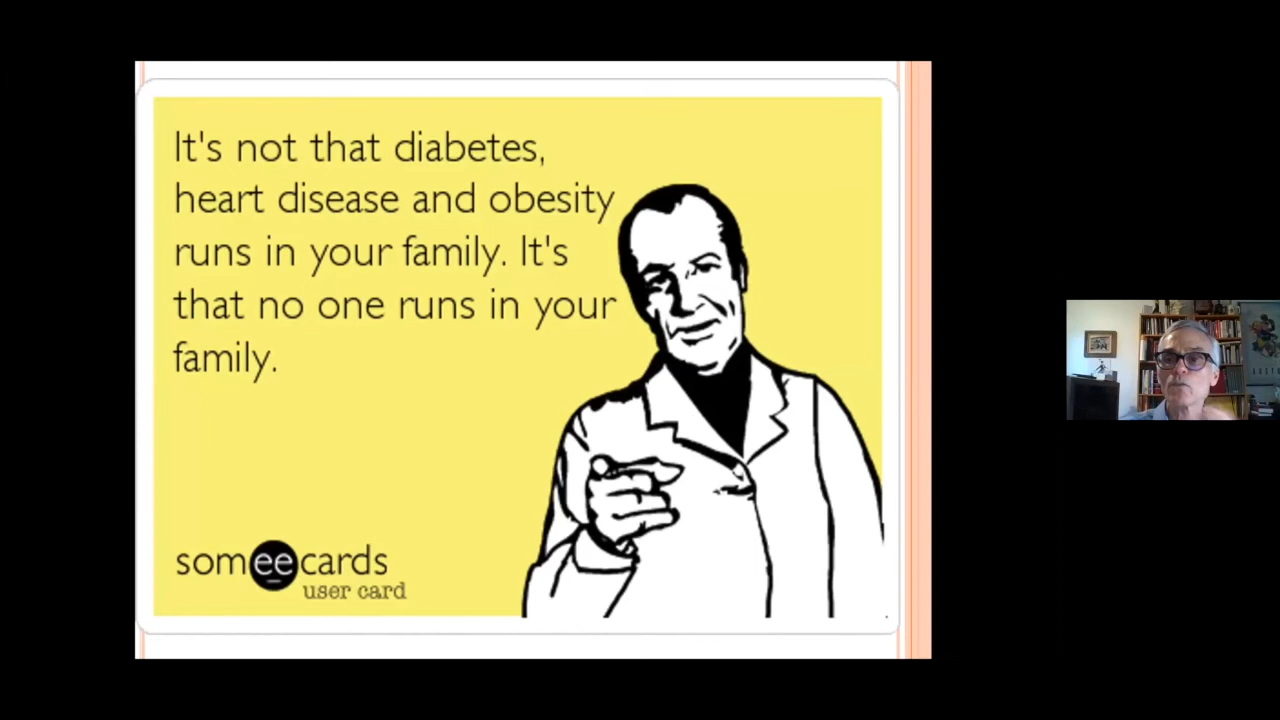 It's not that diabetes,
heart disease and obesity
runs in your family. It's
that no one runs in your
family.
someecards
user card